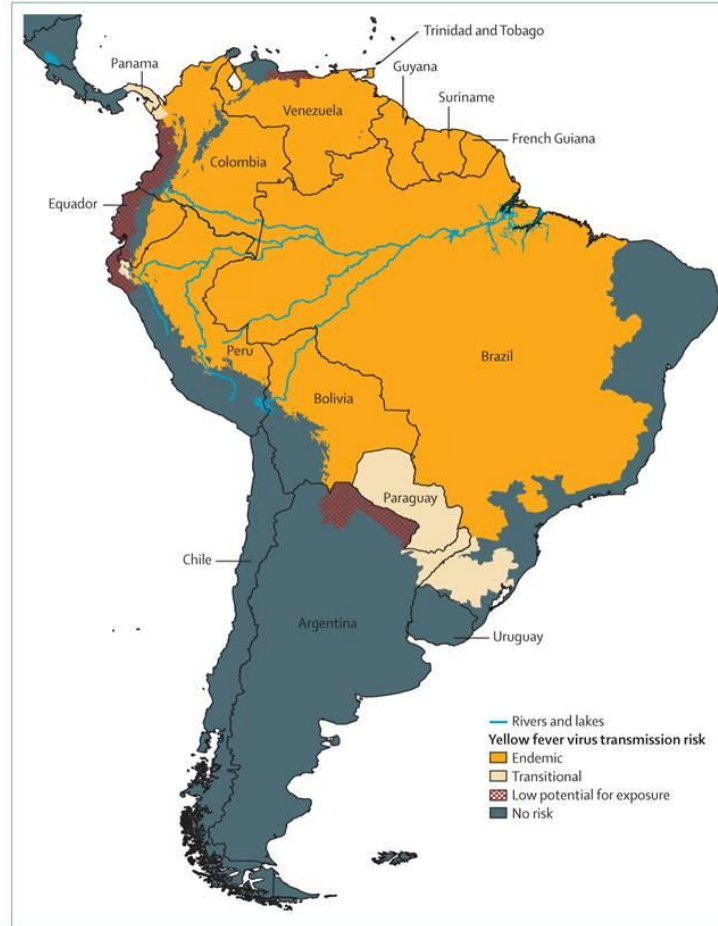 Trinidad and Tobago
Panama
Guyana
Suriname
Venezuela
French Guiana
Colombia
Equador
Peru
Brazil
Bolivia
Paraguay
Chile
Argentina
Uruguay
Rivers and lakes
Yellow fever virus transmission risk
Endemic
Transitional
Low potential for exposure
No risk